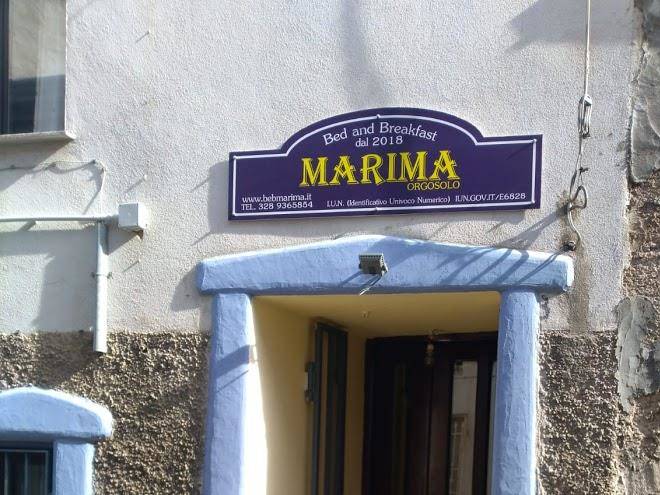 Bed and Breakfast
dal 2018
MARIMA
ORGOSOLO
www.bebmarima.it
TEL. 328 9365854
I.U.N. (Identificativo Univoco Numerico) IUN.GOV.IT/E6828